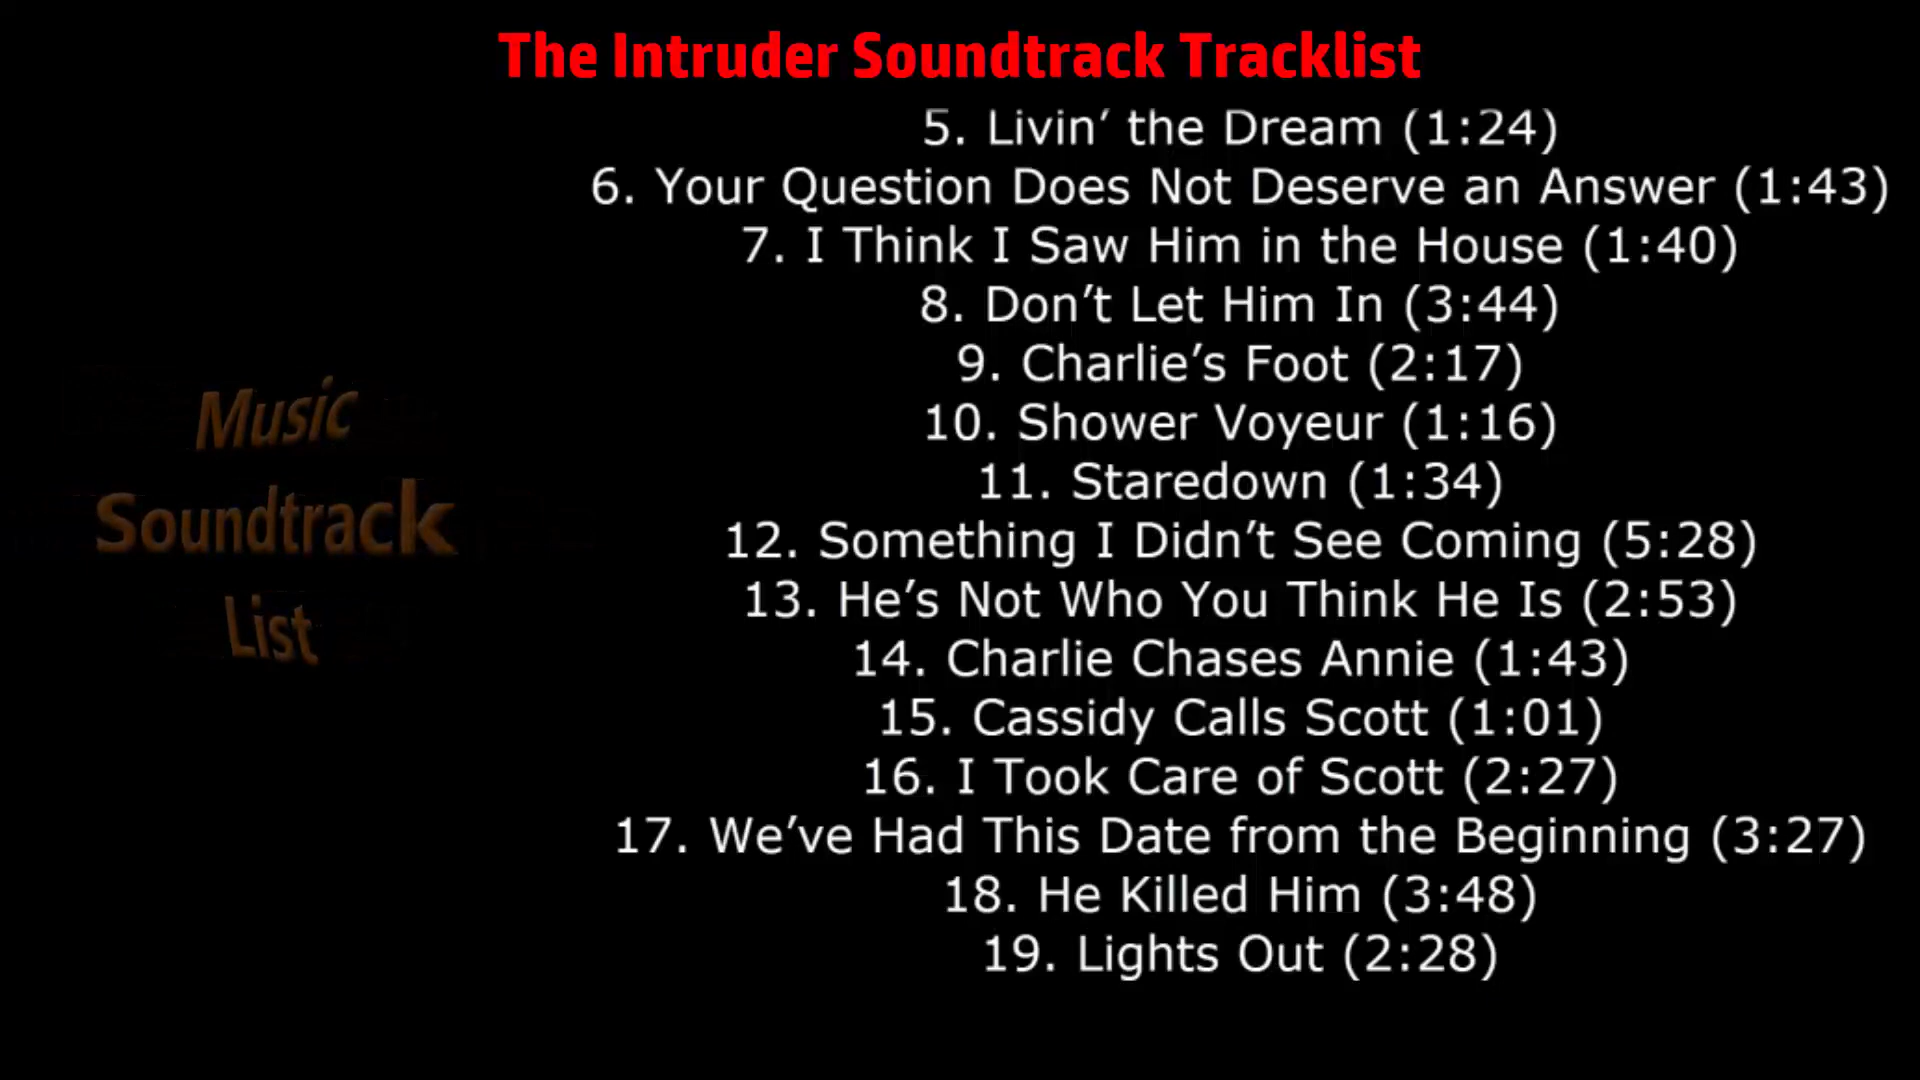 The Intruder Soundtrack Tracklist
5. Livin’ the Dream (1:24)
6. Your Question Does Not Deserve an Answer (1:43)
7. I Think I Saw Him in the House (1:40)
8. Don’t Let Him In (3:44)
9. Charlie’s Foot (2:17)
10. Shower Voyeur (1:16)
11. Staredown (1:34)
12. Something I Didn’t See Coming (5:28)
13. He’s Not Who You Think He Is (2:53)
14. Charlie Chases Annie (1:43)
15. Cassidy Calls Scott (1:01)
16. I Took Care of Scott (2:27)
17. We’ve Had This Date from the Beginning (3:27)
18. He Killed Him (3:48)
19. Lights Out (2:28)
Music
Soundtrack
List